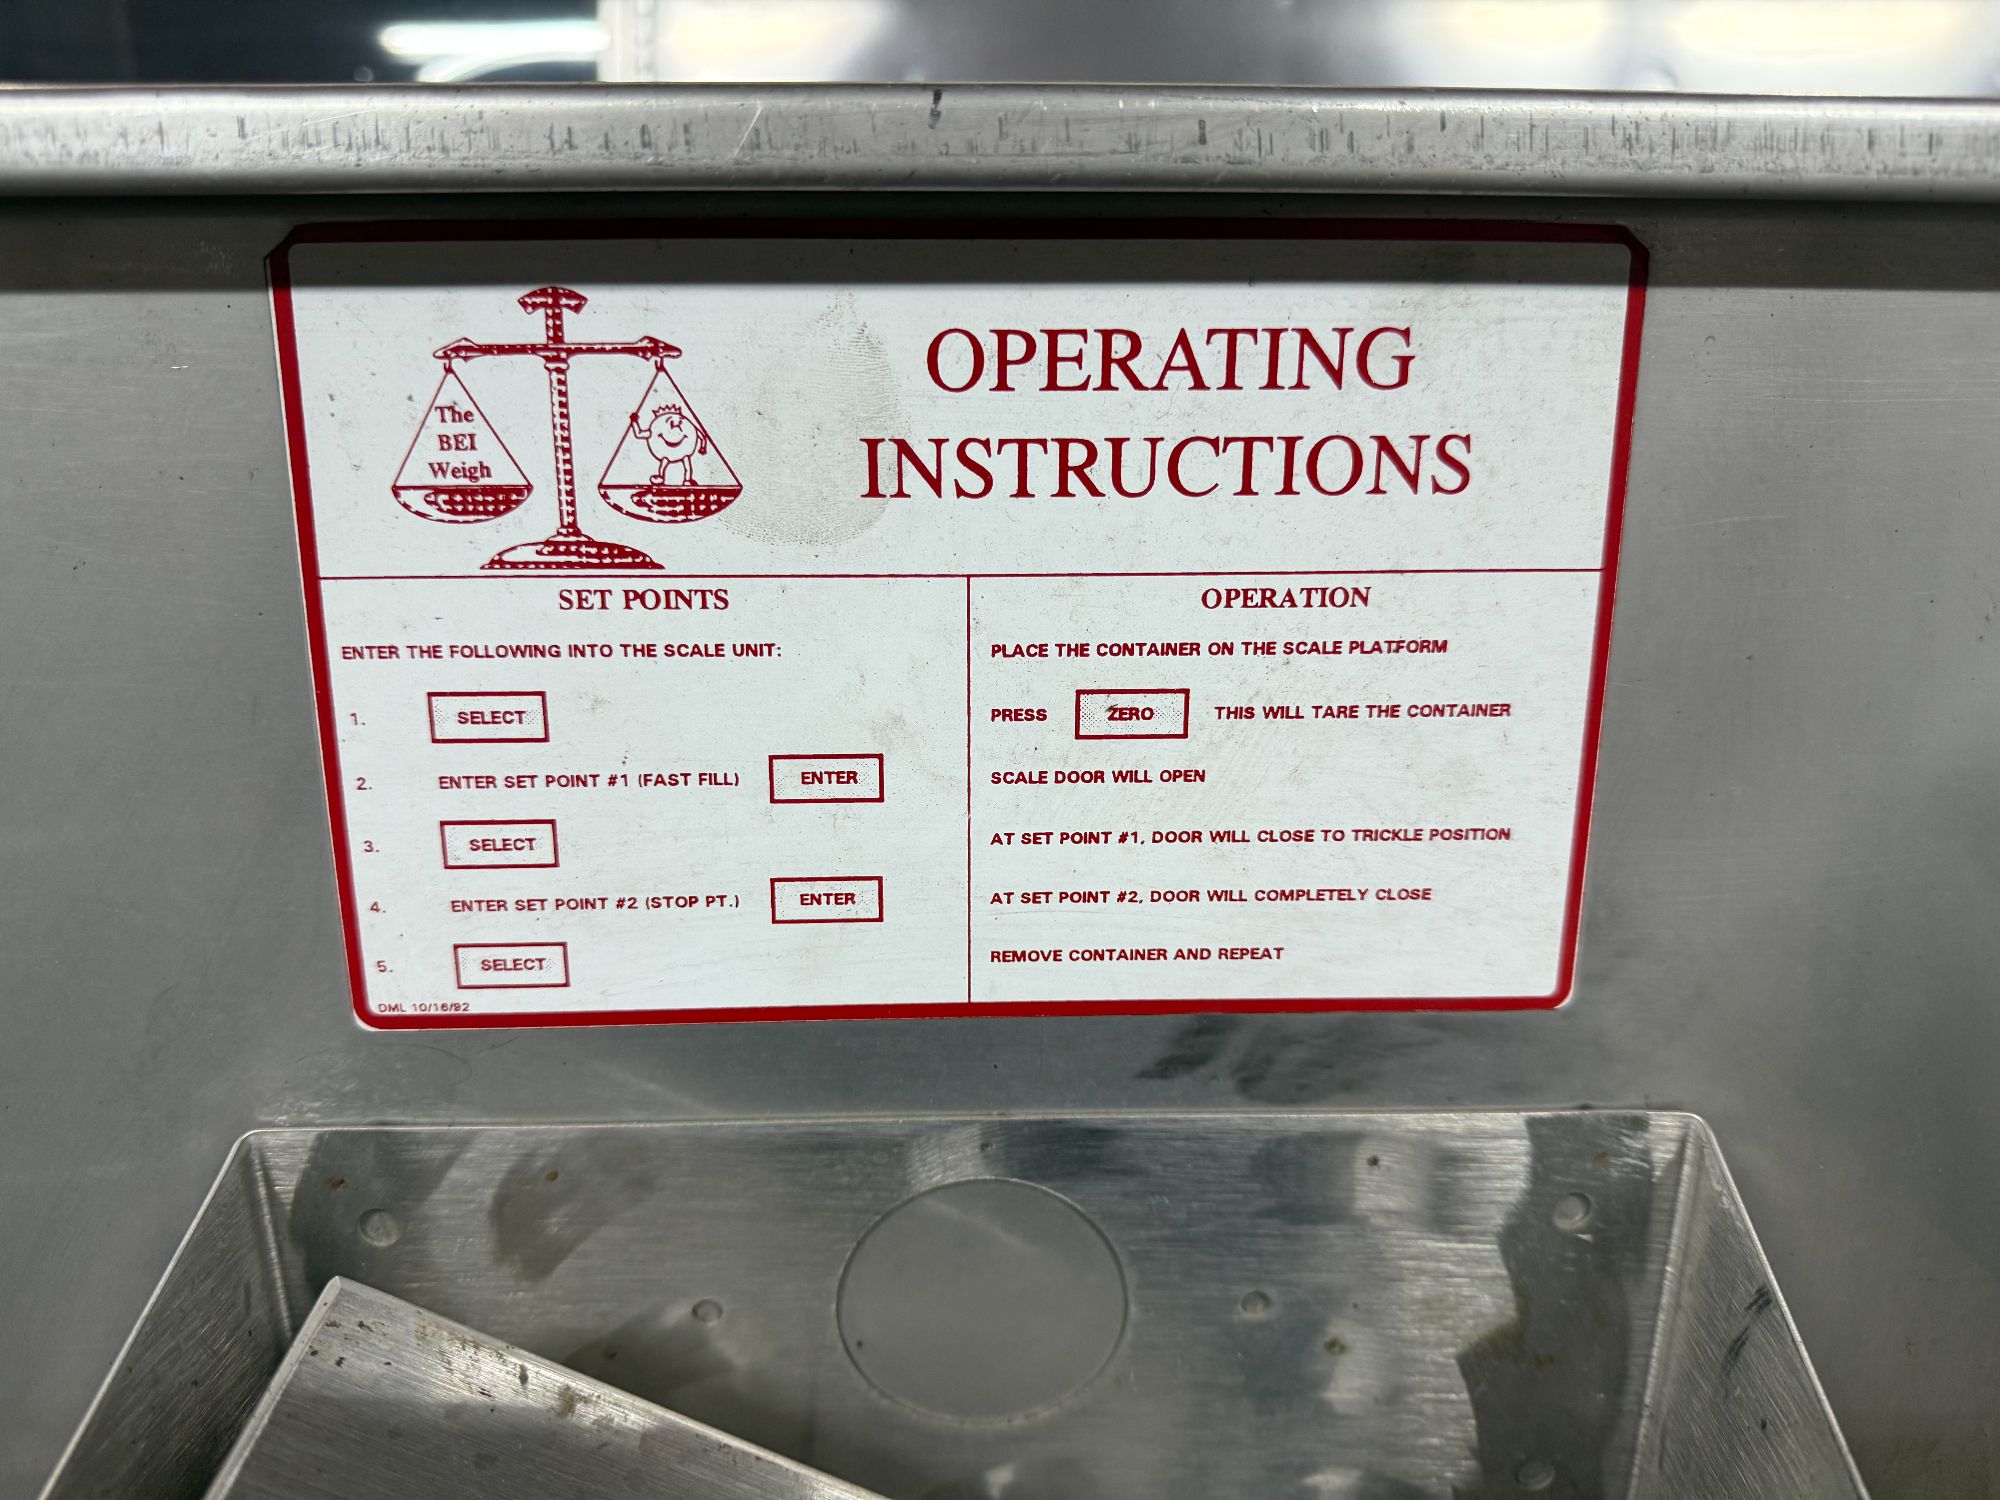 The
BEI
Weigh
OPERATING
INSTRUCTIONS
SET POINTS
ENTER THE FOLLOWING INTO THE SCALE UNIT:
1. SELECT
2. ENTER SET POINT #1 (FAST FILL) ENTER
3. SELECT
4. ENTER SET POINT #2 (STOP PT.) ENTER
5. SELECT
DML 10/16/92
OPERATION
PLACE THE CONTAINER ON THE SCALE PLATFORM
PRESS ZERO THIS WILL TARE THE CONTAINER
SCALE DOOR WILL OPEN
AT SET POINT #1, DOOR WILL CLOSE TO TRICKLE POSITION
AT SET POINT #2, DOOR WILL COMPLETELY CLOSE
REMOVE CONTAINER AND REPEAT